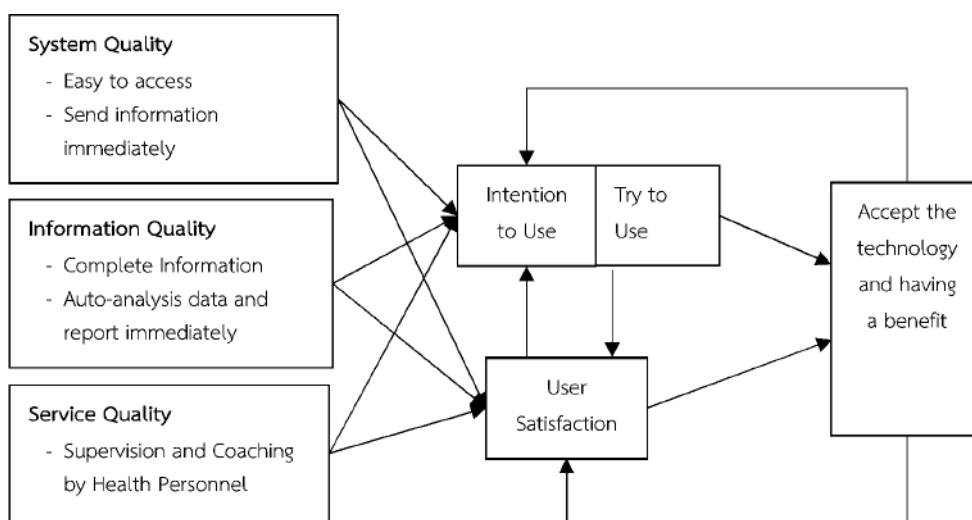 System Quality
- Easy to access
- Send information
immediately
Information Quality
- Complete Information
- Auto-analysis data and
report immediately
Service Quality
- Supervision and Coaching
by Health Personnel
Intention
to Use
Try to
Use
User
Satisfaction
Accept the
technology
and having
a benefit